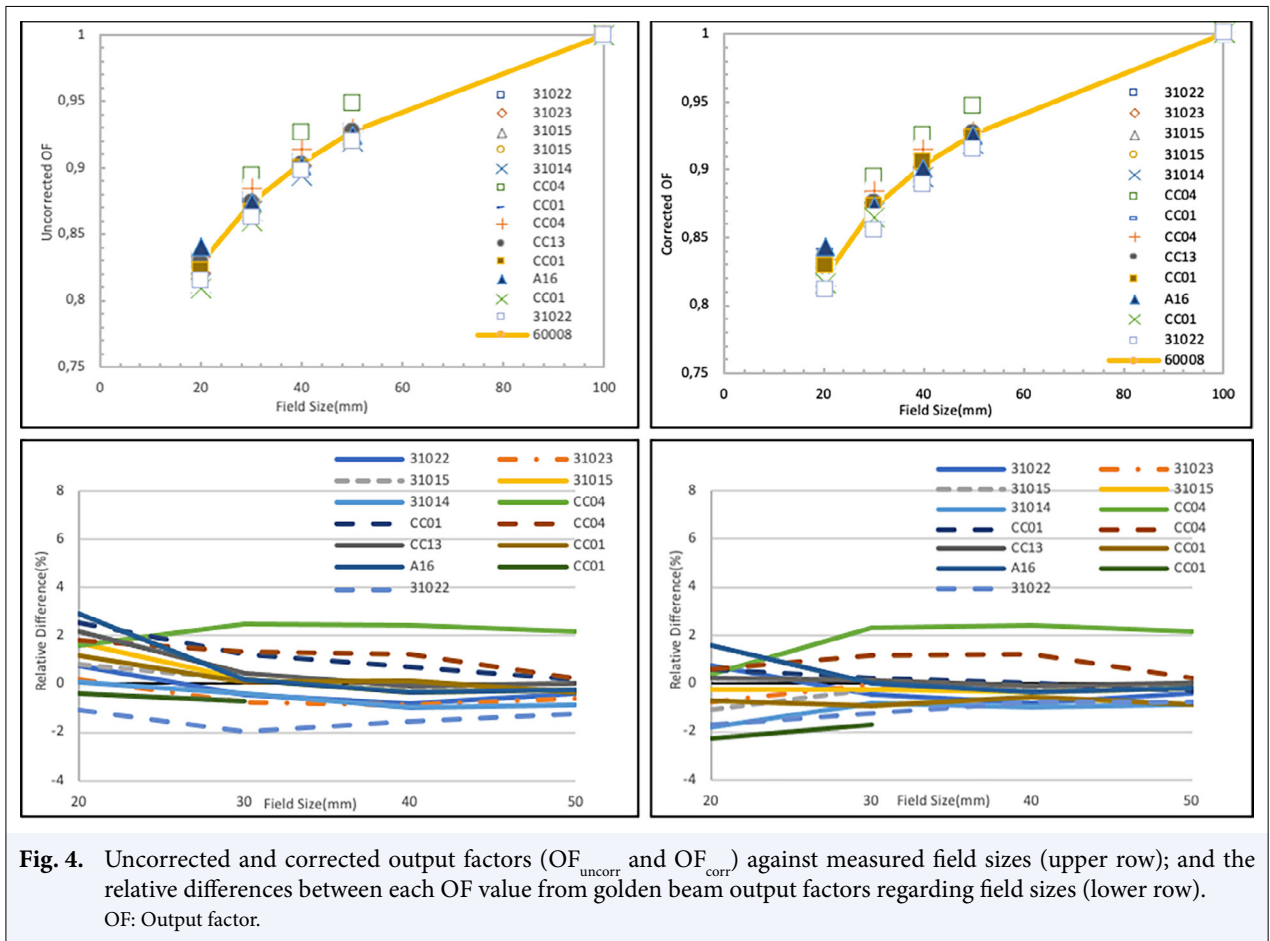 1
0,95
0,9
0,85
0,8
0,75
0
20
40
60
80
100
Uncorrected OF
Field Size(mm)
31022
31023
31015
31015
31014
CC04
CC01
CC04
CC13
CC01
A16
CC01
31022
60008
1
0,95
0,9
0,85
0,8
0,75
0
20
40
60
80
100
Corrected OF
Field Size(mm)
31022
31023
31015
31015
31014
CC04
CC01
CC04
CC13
CC01
A16
CC01
31022
60008
8
6
4
2
0
-2
-4
20
30
40
50
Relative Difference(%)
Field Size(mm)
31022
31023
31015
31015
31014
CC04
CC01
CC04
CC13
CC01
A16
CC01
31022
8
6
4
2
0
-2
-4
20
30
40
50
Relative Difference(%)
Field Size(mm)
31022
31023
31015
31015
31014
CC04
CC01
CC04
CC13
CC01
A16
CC01
31022
Fig. 4. Uncorrected and corrected output factors (OFuncorr and OFcorr) against measured field sizes (upper row); and the
relative differences between each OF value from golden beam output factors regarding field sizes (lower row).
OF: Output factor.